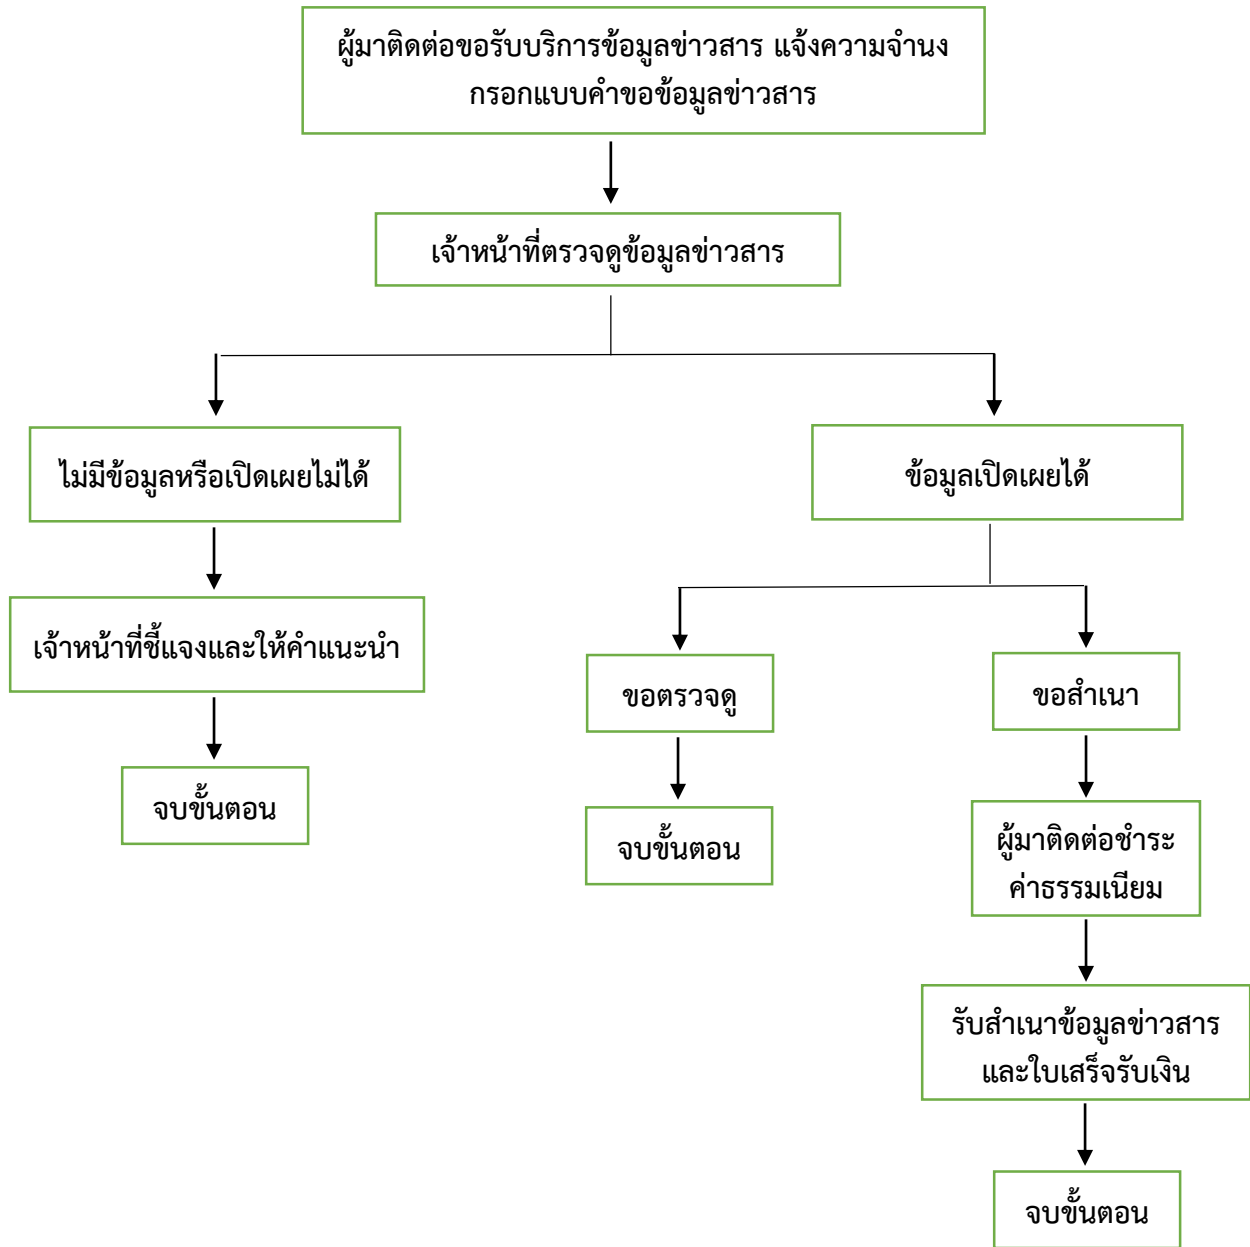 ผู้มาติดต่อขอรับบริการข้อมูลข่าวสาร แจ้งความจำนง
กรอกแบบคำขอข้อมูลข่าวสาร
เจ้าหน้าที่ตรวจดูข้อมูลข่าวสาร
ไม่มีข้อมูลหรือเปิดเผยไม่ได้
ข้อมูลเปิดเผยได้
เจ้าหน้าที่ชี้แจงและให้คำแนะนำ
ขอตรวจดู
ขอสำเนา
จบขั้นตอน
จบขั้นตอน
ผู้มาติดต่อชำระ
ค่าธรรมเนียม
รับสำเนาข้อมูลข่าวสาร
และใบเสร็จรับเงิน
จบขั้นตอน